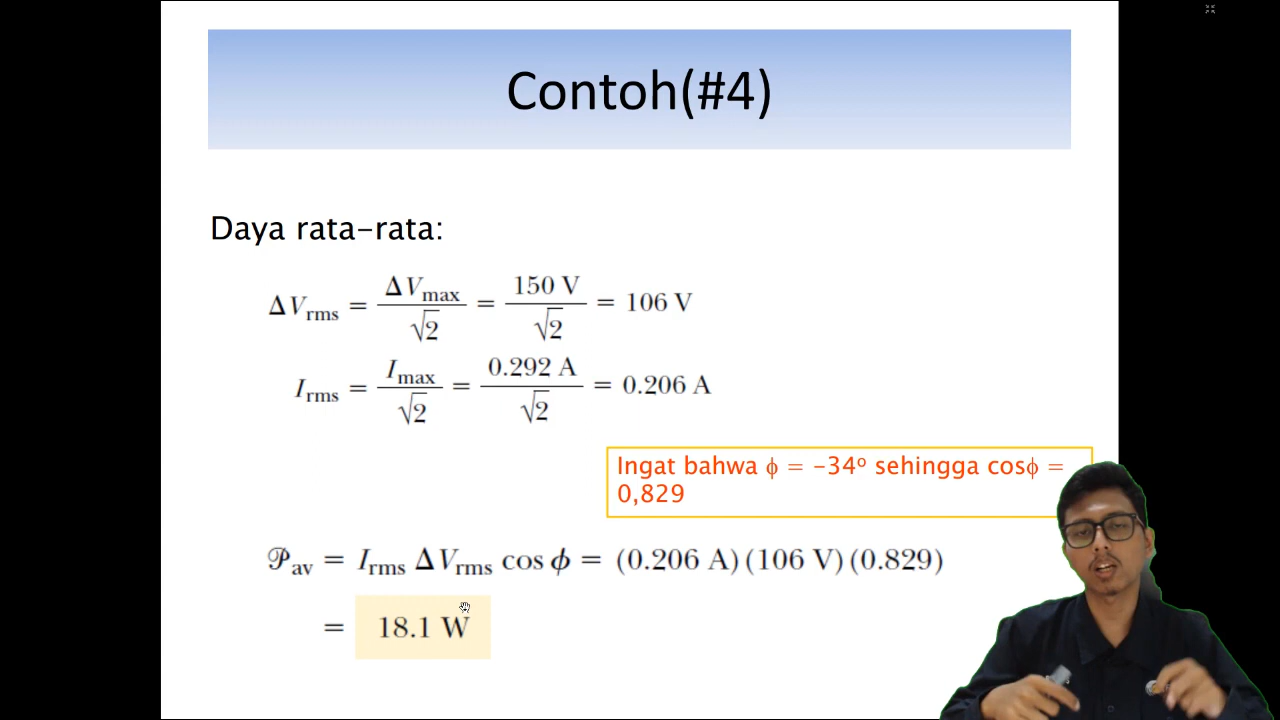 Contoh(#4)
Daya rata-rata:
ΔV_rms = ΔV_max / √2 = 150 V / √2 = 106 V
I_rms = I_max / √2 = 0.292 A / √2 = 0.206 A
Ingat bahwa ϕ = -34° sehingga cosϕ =
0,829
𝒫_av = I_rms ΔV_rms cos ϕ = (0.206 A)(106 V)(0.829)
= 18.1 W